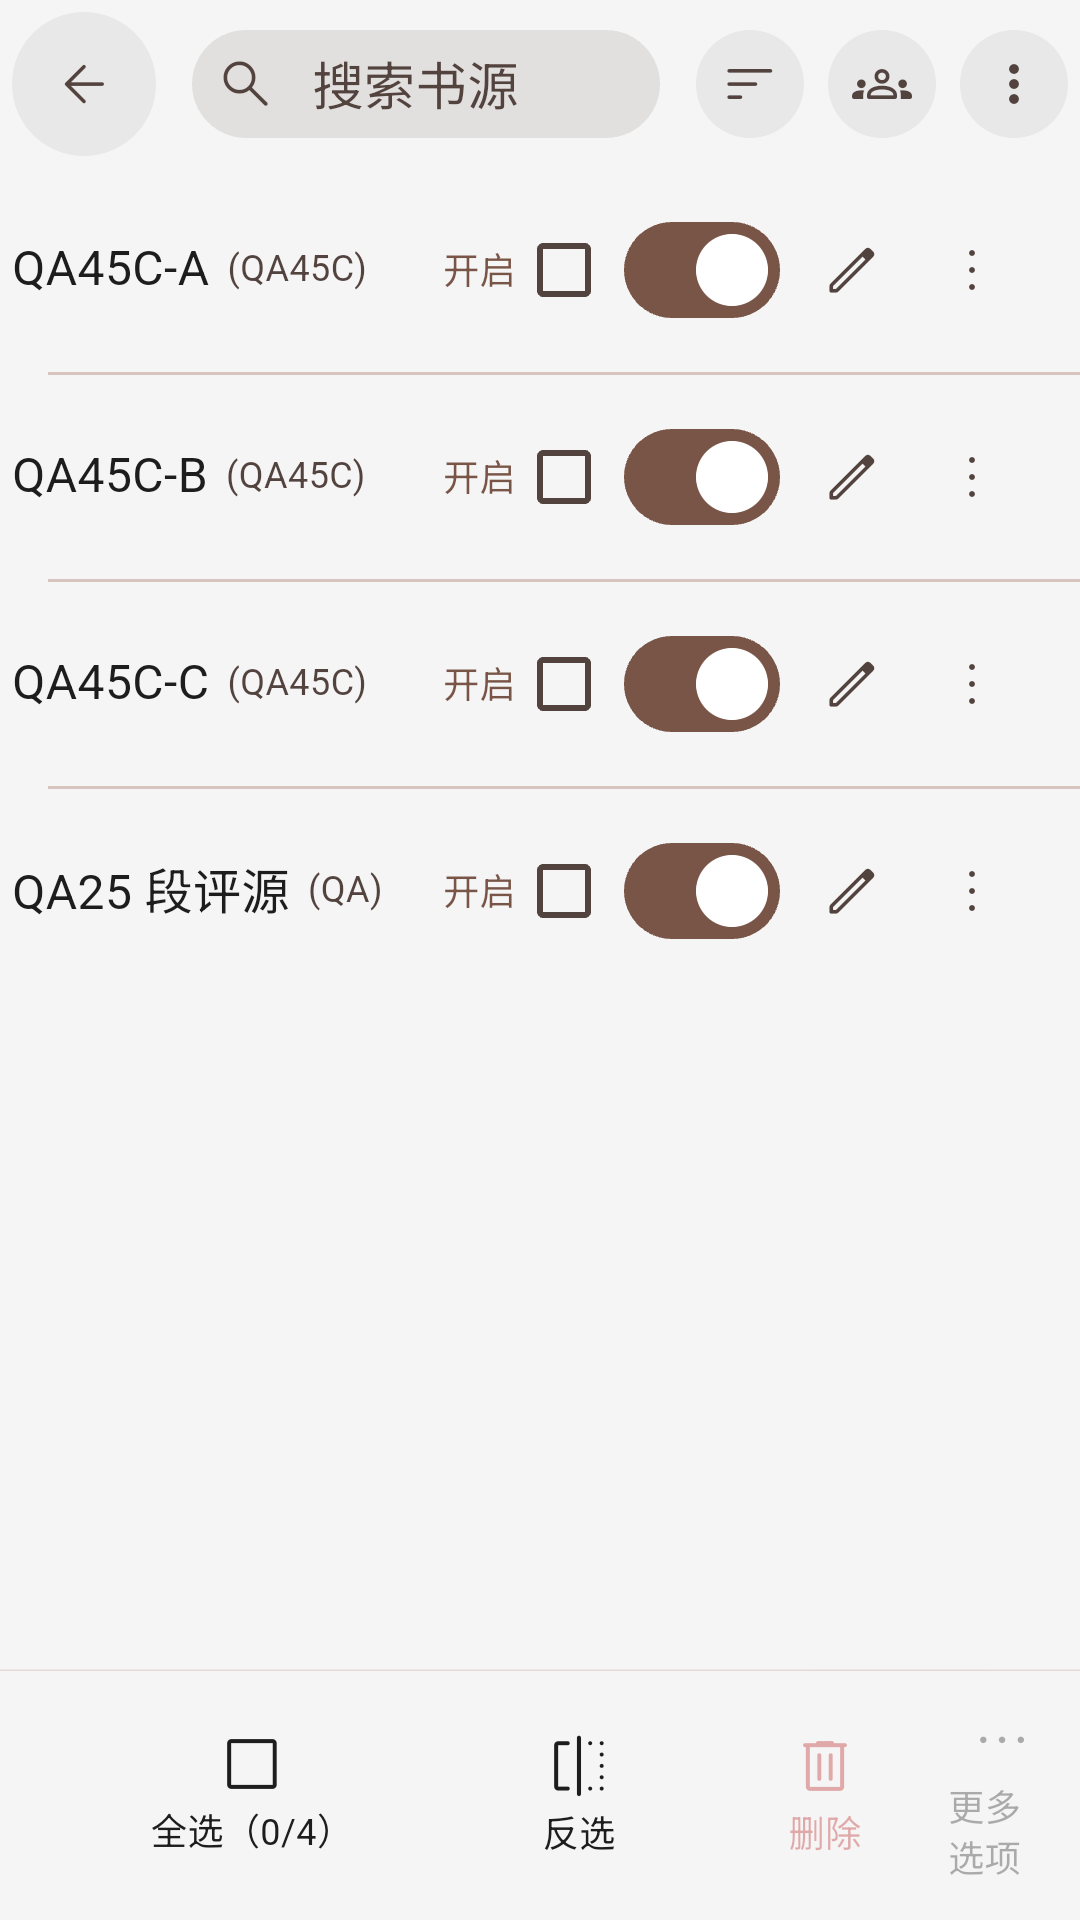 搜索书源
QA45C-A (QA45C) 开启
QA45C-B (QA45C) 开启
QA45C-C (QA45C) 开启
QA25 段评源 (QA) 开启
全选（0/4） 反选 删除 更多
选项